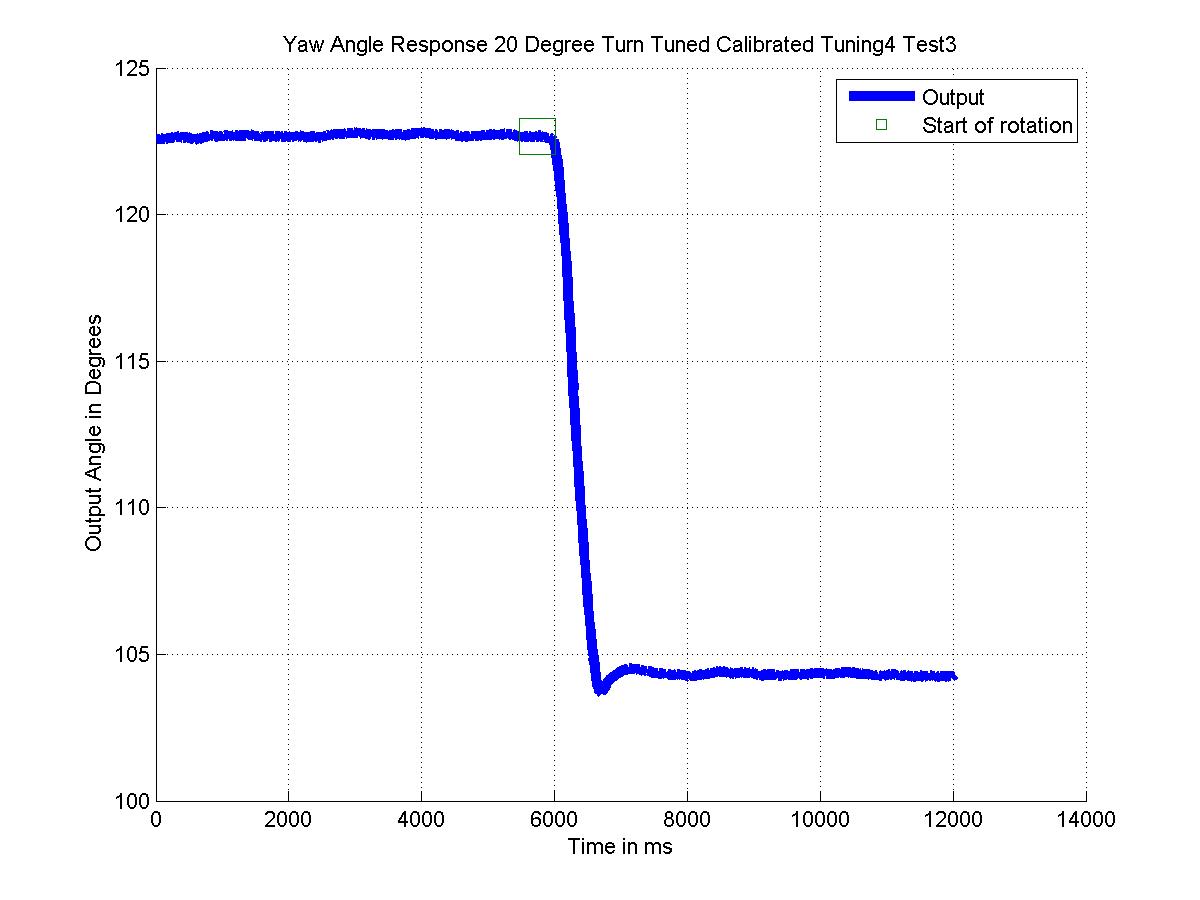 Yaw Angle Response 20 Degree Turn Tuned Calibrated Tuning4 Test3
Output
Start of rotation
125
120
115
110
105
100
Output Angle in Degrees
0 2000 4000 6000 8000 10000 12000 14000
Time in ms